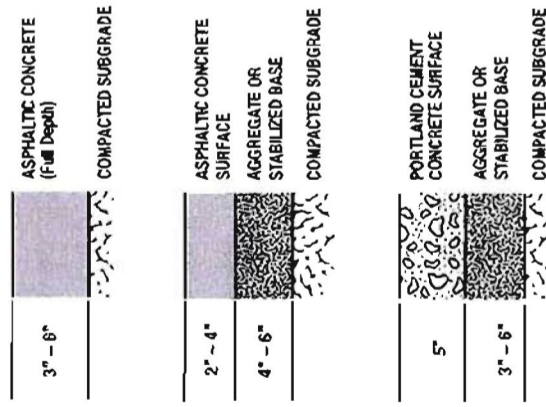 3" – 6"
ASPHALTIC CONCRETE
(Full Depth)
COMPACTED SUBGRADE
2" ~ 4"
4" – 6"
ASPHALTIC CONCRETE
SURFACE
AGGREGATE OR
STABILIZED BASE
COMPACTED SUBGRADE
5"
3" – 6"
PORTLAND CEMENT
CONCRETE SURFACE
AGGREGATE OR
STABILIZED BASE
COMPACTED SUBGRADE